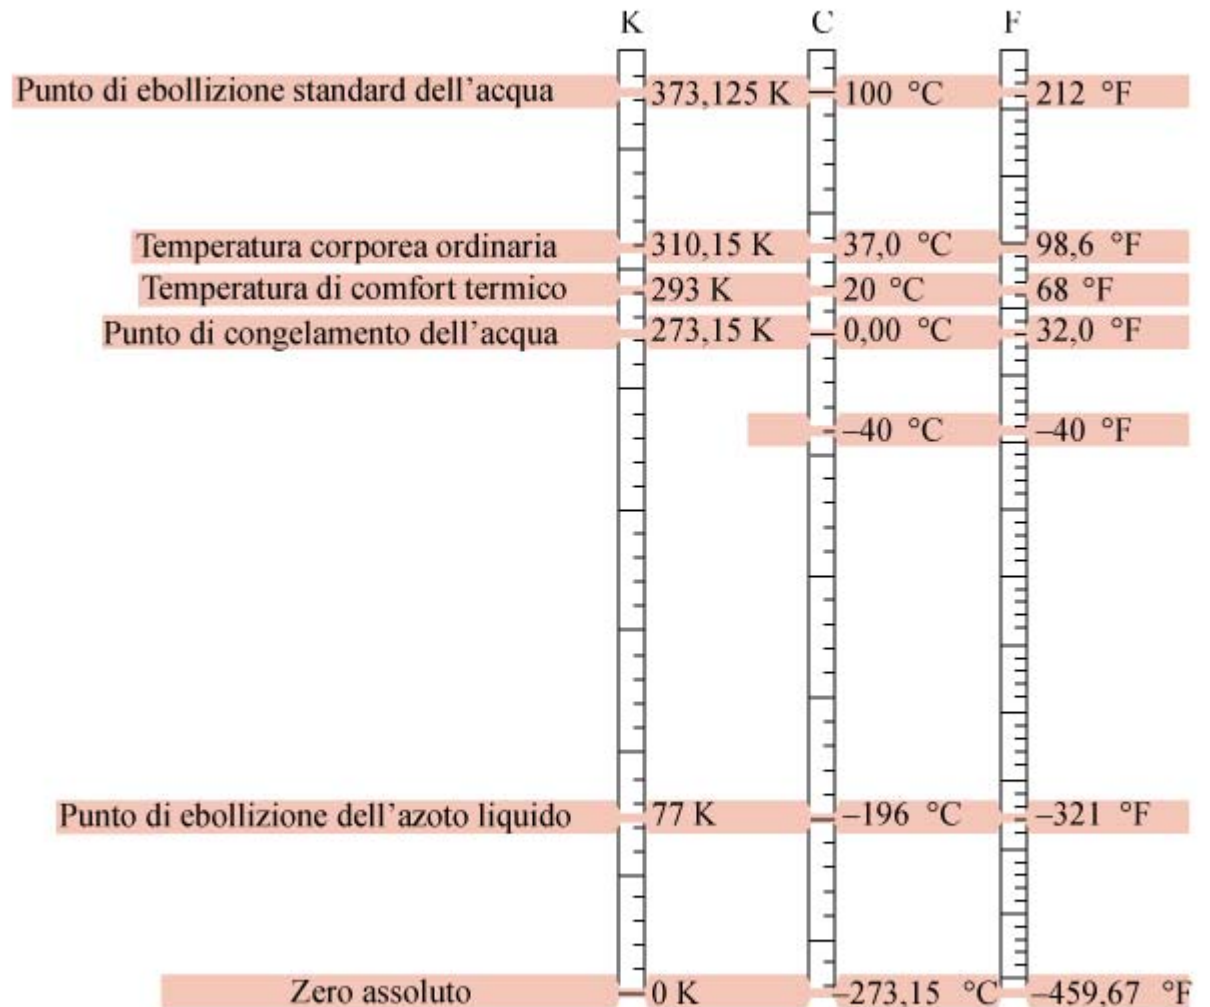 K C F
Punto di ebollizione standard dell’acqua 373,125 K 100 °C 212 °F
Temperatura corporea ordinaria 310,15 K 37,0 °C 98,6 °F
Temperatura di comfort termico 293 K 20 °C 68 °F
Punto di congelamento dell’acqua 273,15 K 0,00 °C 32,0 °F
–40 °C –40 °F
Punto di ebollizione dell’azoto liquido 77 K –196 °C –321 °F
Zero assoluto 0 K –273,15 °C –459,67 °F